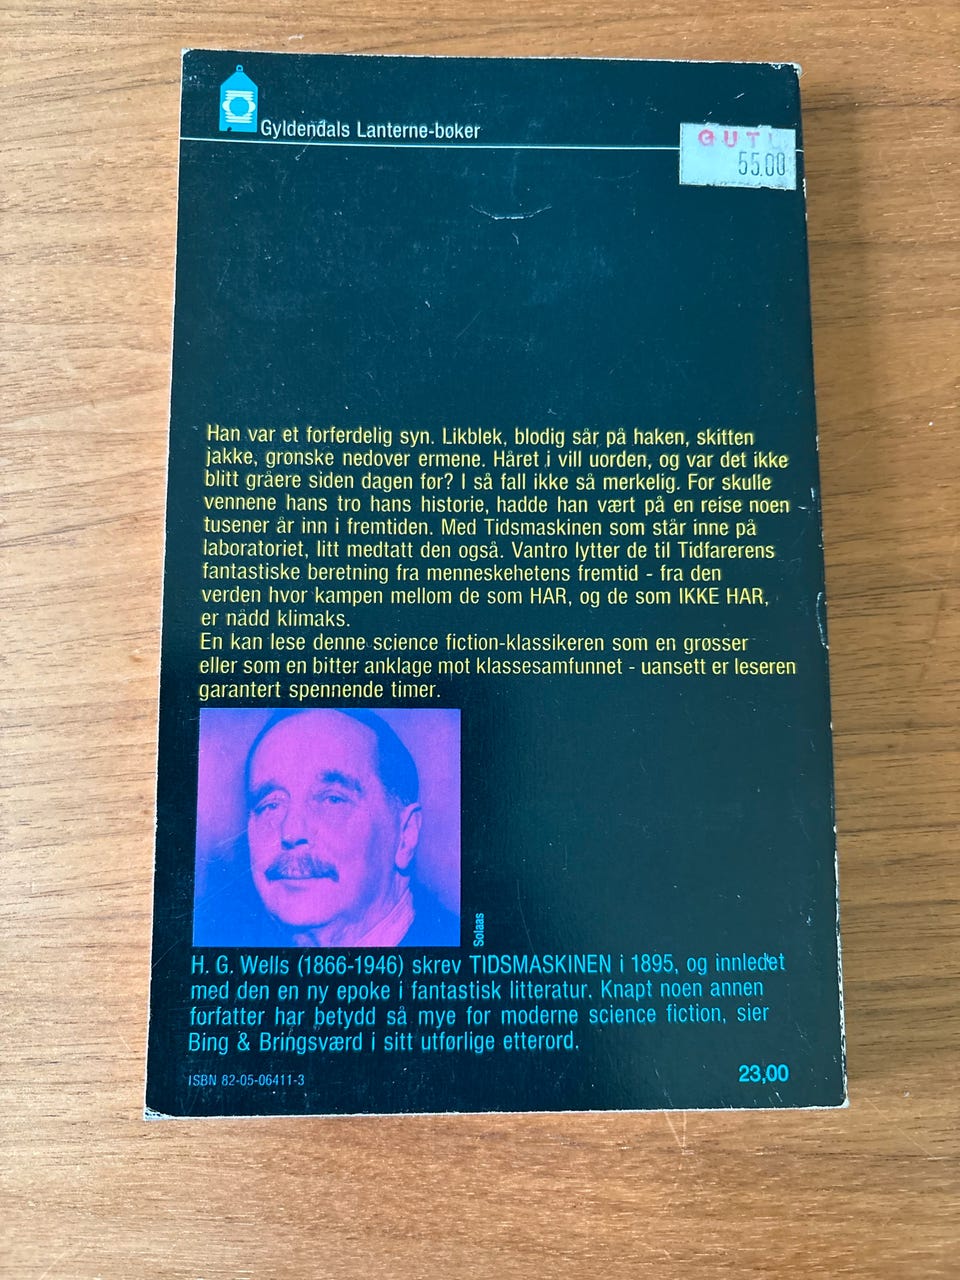 Gyldendals Lanterne-bøker
55.00
Han var et forferdelig syn. Likblek, blodig sår på haken, skitten
jakke, grønske nedover ermene. Håret i vill uorden, og var det ikke
blitt gråere siden dagen før? I så fall ikke så merkelig. For skulle
vennene hans tro hans historie, hadde han vært på en reise noen
tusener år inn i fremtiden. Med Tidsmaskinen som står inne på
laboratoriet, litt medtatt den også. Vantro lytter de til Tidfarerens
fantastiske beretning fra menneskehetens fremtid - fra den
verden hvor kampen mellom de som HAR, og de som IKKE HAR,
er nådd klimaks.
En kan lese denne science fiction-klassikeren som en grøsser
eller som en bitter anklage mot klassesamfunnet - uansett er leseren
garantert spennende timer.
Solaas
H. G. Wells (1866-1946) skrev TIDSMASKINEN i 1895, og innledet
med den en ny epoke i fantastisk litteratur. Knapt noen annen
forfatter har betydd så mye for moderne science fiction, sier
Bing & Bringsværd i sitt utførlige etterord.
ISBN 82-05-06411-3
23,00